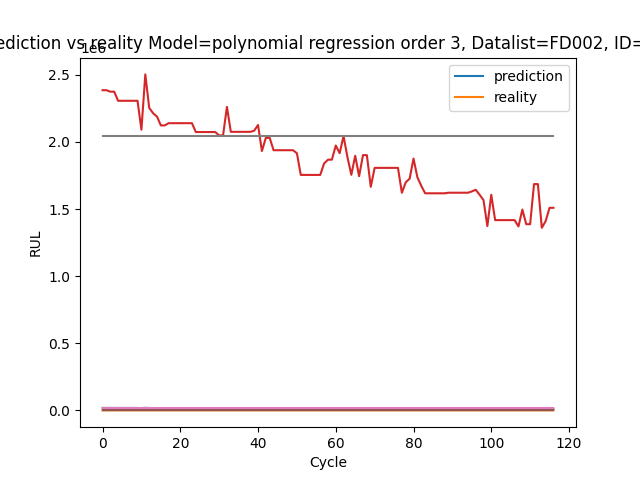 ediction vs reality Model=polynomial regression order 3, Datalist=FD002, ID=
1e6
2.5
2.0
1.5
1.0
0.5
0.0
RUL
prediction
reality
0 20 40 60 80 100 120
Cycle